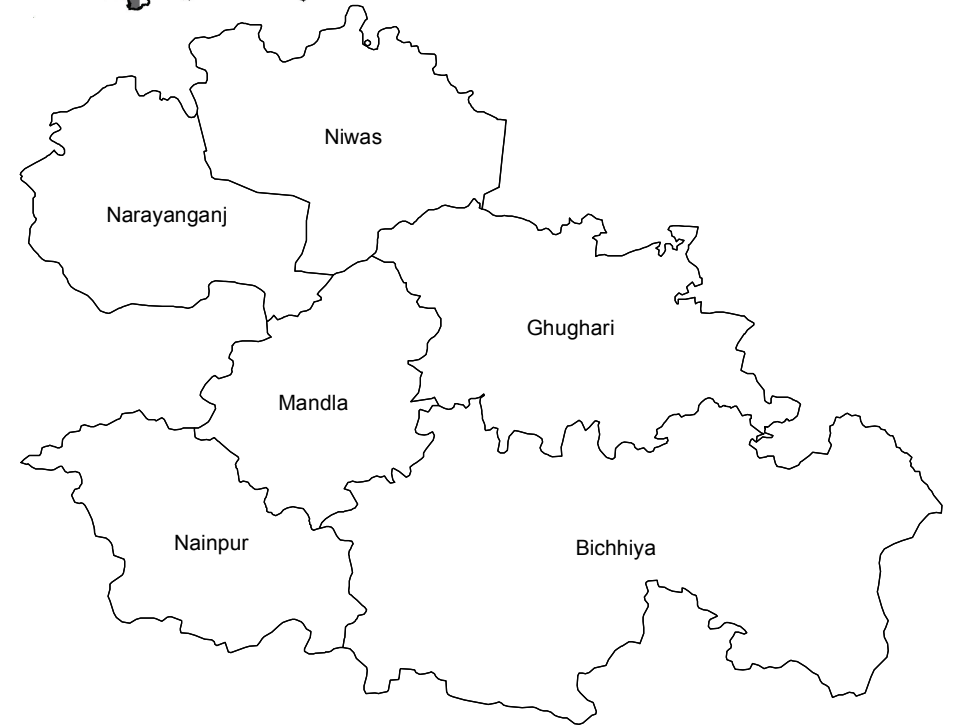 Niwas
Narayanganj
Ghughari
Mandla
Nainpur
Bichhiya